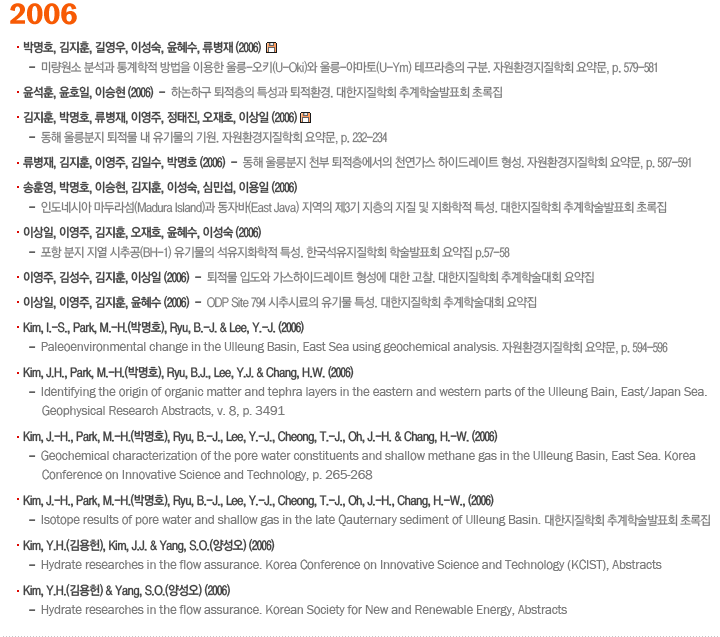 2006
· 박명호, 김지훈, 길영우, 이성숙, 윤혜수, 류병재 (2006)
- 미량원소 분석과 통계학적 방법을 이용한 울릉-오키(U-Oki)와 울릉-야마토(U-Ym) 테프라층의 구분. 자원환경지질학회 요약문, p. 579-581
· 윤석훈, 윤호일, 이승현 (2006) - 하논하구 퇴적층의 특성과 퇴적환경. 대한지질학회 추계학술발표회 초록집
· 김지훈, 박명호, 류병재, 이영주, 정태진, 오재호, 이상일 (2006)
- 동해 울릉분지 퇴적물 내 유기물의 기원. 자원환경지질학회 요약문, p. 232-234
· 류병재, 김지훈, 이영주, 김일수, 박명호 (2006) - 동해 울릉분지 천부 퇴적층에서의 천연가스 하이드레이트 형성. 자원환경지질학회 요약문, p. 587-591
· 송훈영, 박명호, 이승현, 김지훈, 이성숙, 심민섭, 이용일 (2006)
- 인도네시아 마두라섬(Madura Island)과 동자바(East Java) 지역의 제3기 지층의 지질 및 지화학적 특성. 대한지질학회 추계학술발표회 초록집
· 이상일, 이영주, 김지훈, 오재호, 윤혜수, 이성숙 (2006)
- 포항 분지 지열 시추공(BH-1) 유기물의 석유지화학적 특성. 한국석유지질학회 학술발표회 요약집 p.57-58
· 이영주, 김성수, 김지훈, 이상일 (2006) - 퇴적물 입도와 가스하이드레이트 형성에 대한 고찰. 대한지질학회 추계학술대회 요약집
· 이상일, 이영주, 김지훈, 윤혜수 (2006) - ODP Site 794 시추시료의 유기물 특성. 대한지질학회 추계학술대회 요약집
· Kim, I.-S., Park, M.-H.(박명호), Ryu, B.-J. & Lee, Y.-J. (2006)
- Paleoenvironmental change in the Ulleung Basin, East Sea using geochemical analysis. 자원환경지질학회 요약문, p. 594-596
· Kim, J.H., Park, M.-H.(박명호), Ryu, B.J., Lee, Y.J. & Chang, H.W. (2006)
- Identifying the origin of organic matter and tephra layers in the eastern and western parts of the Ulleung Bain, East/Japan Sea.
Geophysical Research Abstracts, v. 8, p. 3491
· Kim, J.-H., Park, M.-H.(박명호), Ryu, B.-J., Lee, Y.-J., Cheong, T.-J., Oh, J.-H. & Chang, H.-W. (2006)
- Geochemical characterization of the pore water constituents and shallow methane gas in the Ulleung Basin, East Sea. Korea
Conference on Innovative Science and Technology, p. 265-268
· Kim, J.-H., Park, M.-H.(박명호), Ryu, B.-J., Lee, Y.-J., Cheong, T.-J., Oh, J.-H., Chang, H.-W., (2006)
- Isotope results of pore water and shallow gas in the late Qauternary sediment of Ulleung Basin. 대한지질학회 추계학술발표회 초록집
· Kim, Y.H.(김용헌), Kim, J.J. & Yang, S.O.(양성오) (2006)
- Hydrate researches in the flow assurance. Korea Conference on Innovative Science and Technology (KCIST), Abstracts
· Kim, Y.H.(김용헌) & Yang, S.O.(양성오) (2006)
- Hydrate researches in the flow assurance. Korean Society for New and Renewable Energy, Abstracts